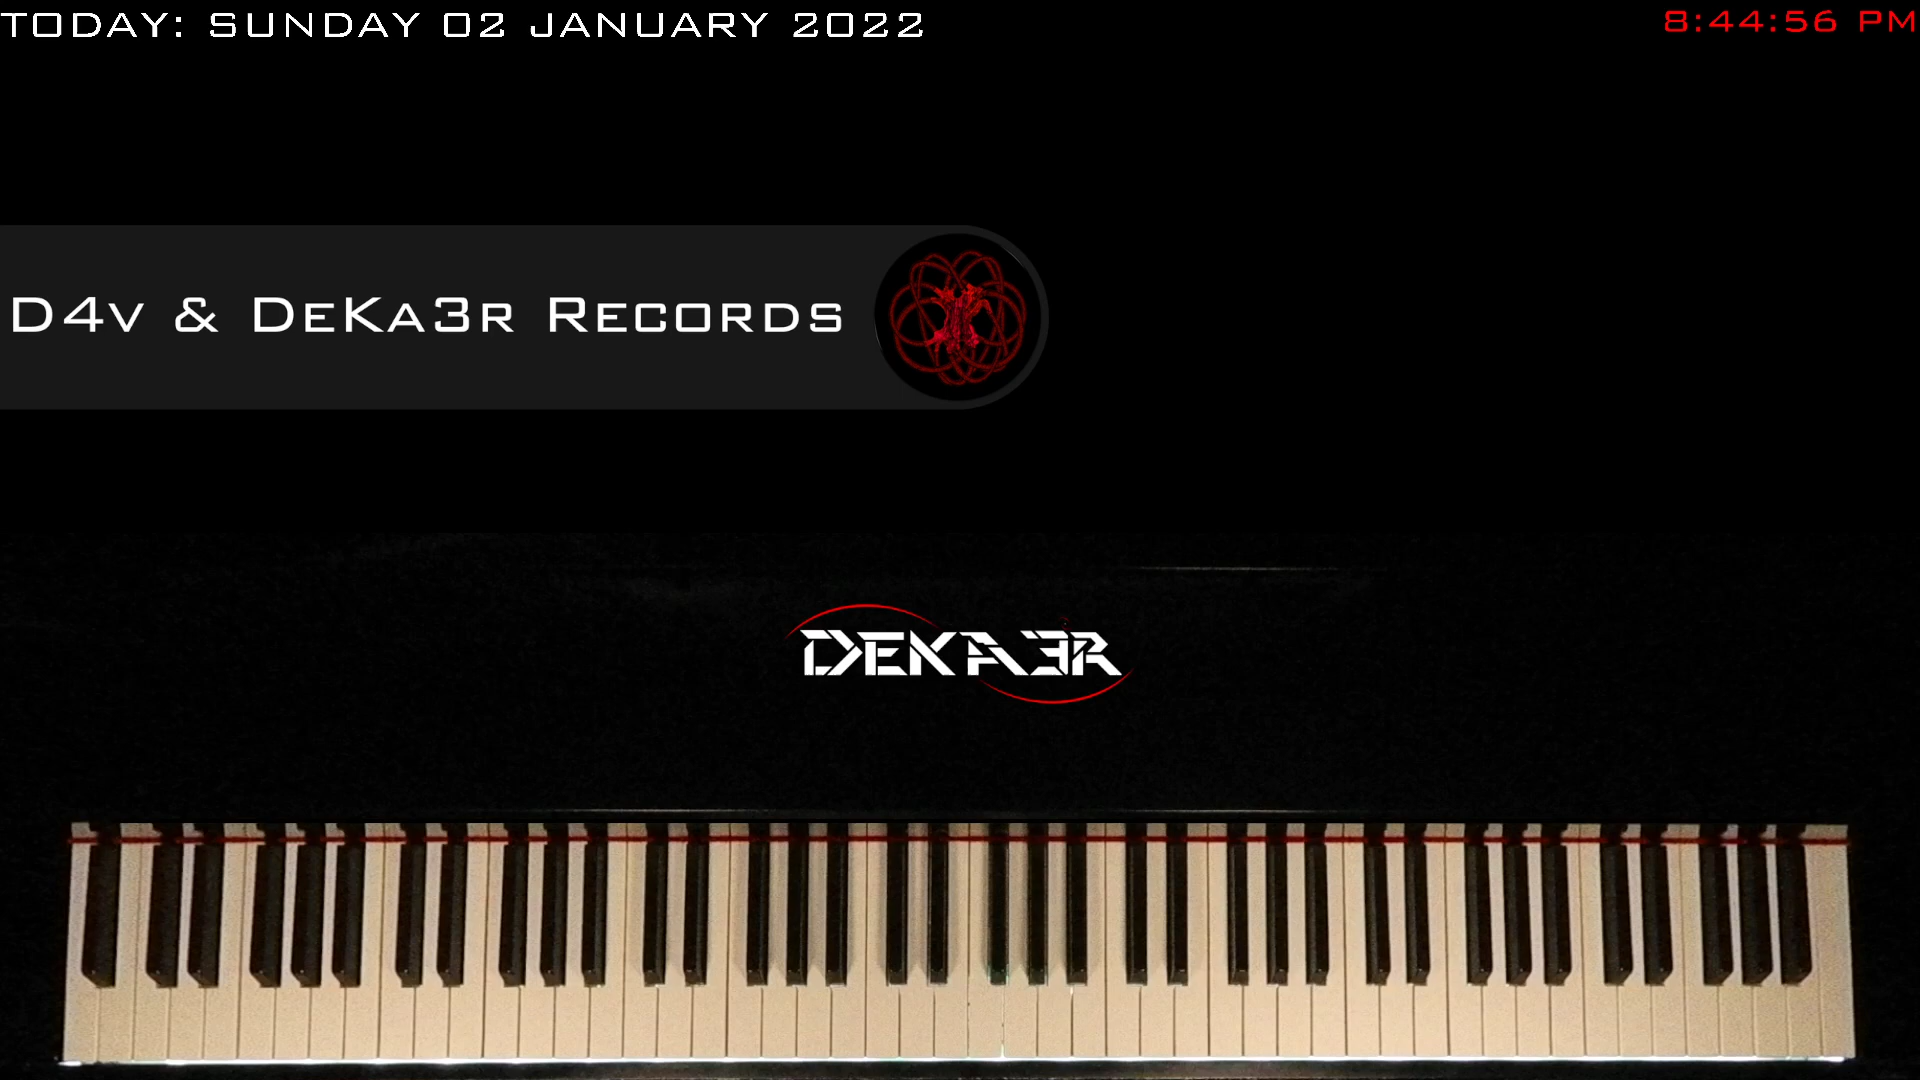 TODAY: SUNDAY 02 JANUARY 2022
8:44:56 PM
D4v & DeKa3r Records
DEKA3R